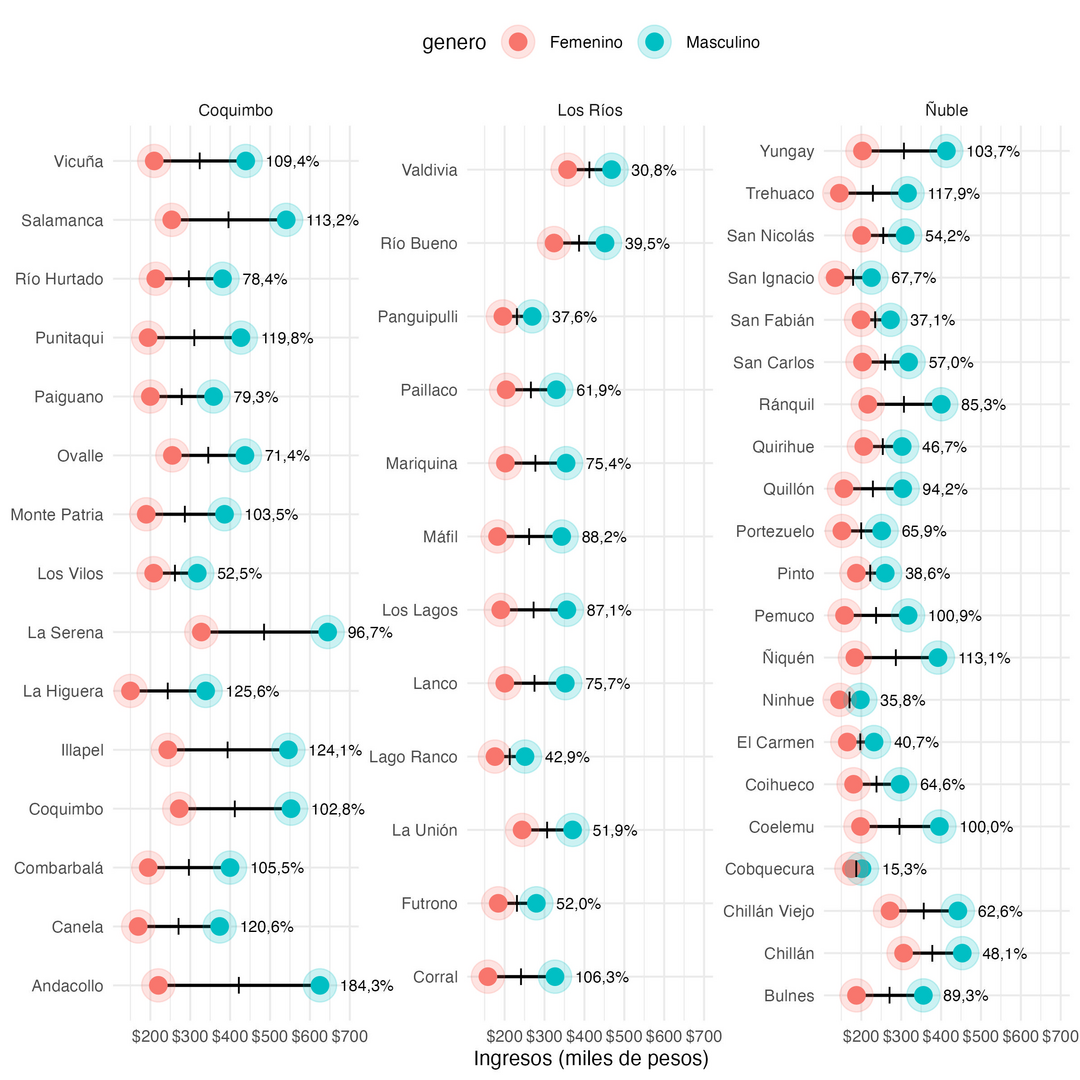 genero Femenino Masculino
Coquimbo
Vicuña 109,4%
Salamanca 113,2%
Río Hurtado 78,4%
Punitaqui 119,8%
Paiguano 79,3%
Ovalle 71,4%
Monte Patria 103,5%
Los Vilos 52,5%
La Serena 96,7%
La Higuera 125,6%
Illapel 124,1%
Coquimbo 102,8%
Combarbalá 105,5%
Canela 120,6%
Andacollo 184,3%
$200 $300 $400 $500 $600 $700
Los Ríos
Valdivia 30,8%
Río Bueno 39,5%
Panguipulli 37,6%
Paillaco 61,9%
Mariquina 75,4%
Máfil 88,2%
Los Lagos 87,1%
Lanco 75,7%
Lago Ranco 42,9%
La Unión 51,9%
Futrono 52,0%
Corral 106,3%
$200 $300 $400 $500 $600 $700
Ñuble
Yungay 103,7%
Trehuaco 117,9%
San Nicolás 54,2%
San Ignacio 67,7%
San Fabián 37,1%
San Carlos 57,0%
Ránquil 85,3%
Quirihue 46,7%
Quillón 94,2%
Portezuelo 65,9%
Pinto 38,6%
Pemuco 100,9%
Ñiquén 113,1%
Ninhue 35,8%
El Carmen 40,7%
Coihueco 64,6%
Coelemu 100,0%
Cobquecura 15,3%
Chillán Viejo 62,6%
Chillán 48,1%
Bulnes 89,3%
$200 $300 $400 $500 $600 $700
Ingresos (miles de pesos)